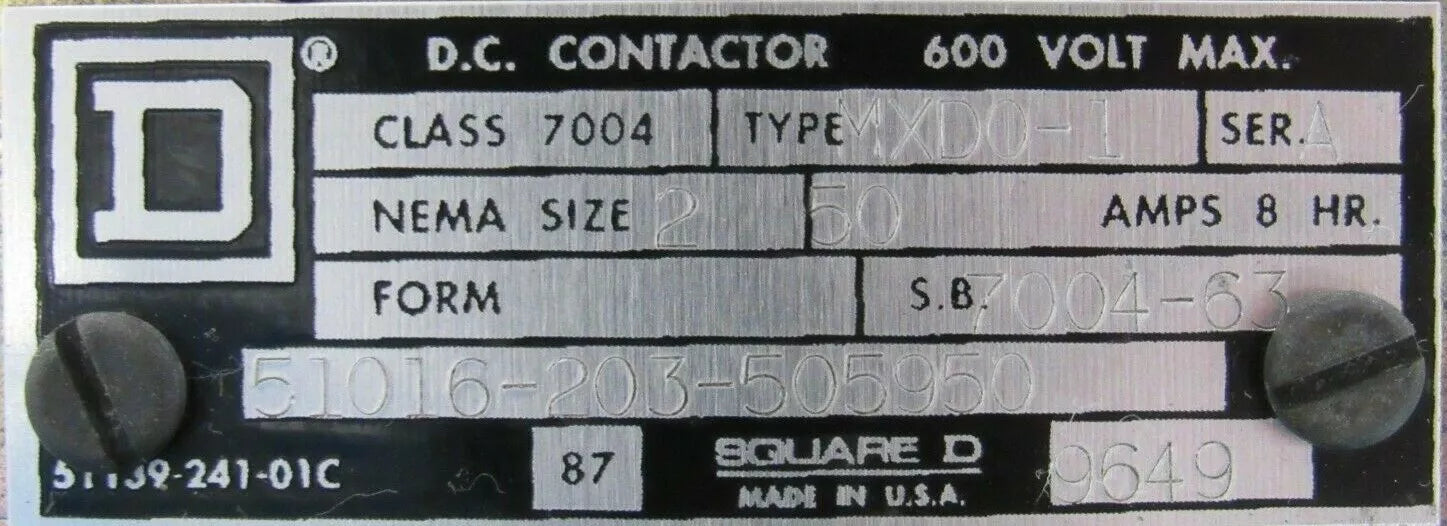 D ® D.C. CONTACTOR 600 VOLT MAX.
CLASS 7004 TYPE MXDO-1 SER. A
NEMA SIZE 2 50 AMPS 8 HR.
FORM S.B. 7004-63
51016-203-505950
51139-241-01C 87 SQUARE D 9649
MADE IN U.S.A.